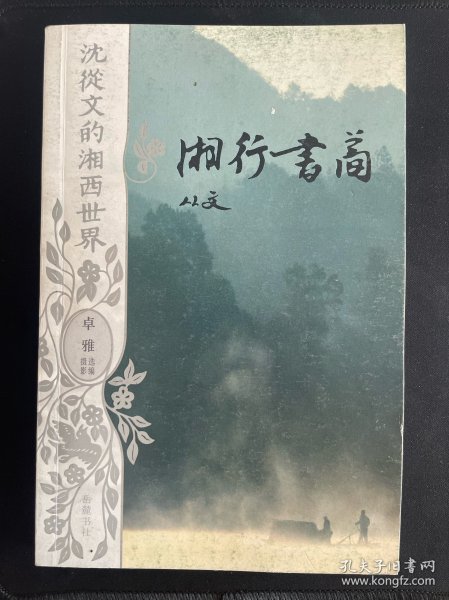 沈從文的湘西世界
湘行書简
从文
卓雅
选编
摄影
岳麓书社
孔夫子旧书网
www.kongfz.com